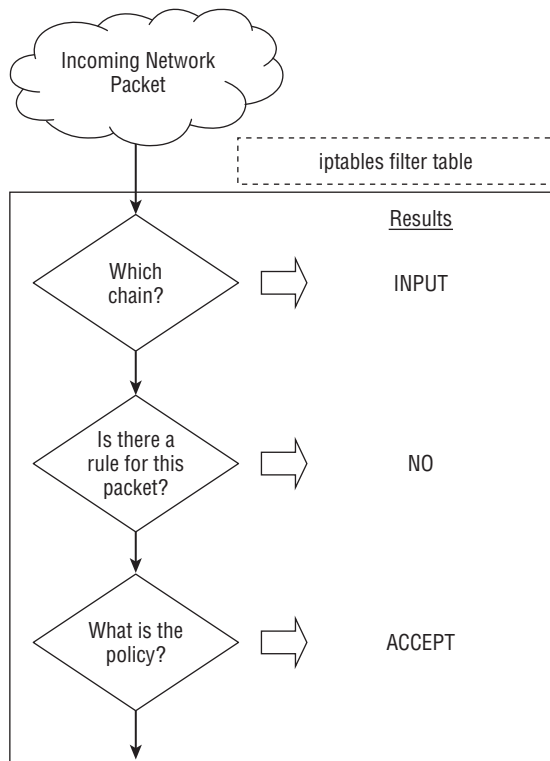 Incoming Network
Packet
iptables filter table
Results
Which
chain?
INPUT
Is there a
rule for this
packet?
NO
What is the
policy?
ACCEPT